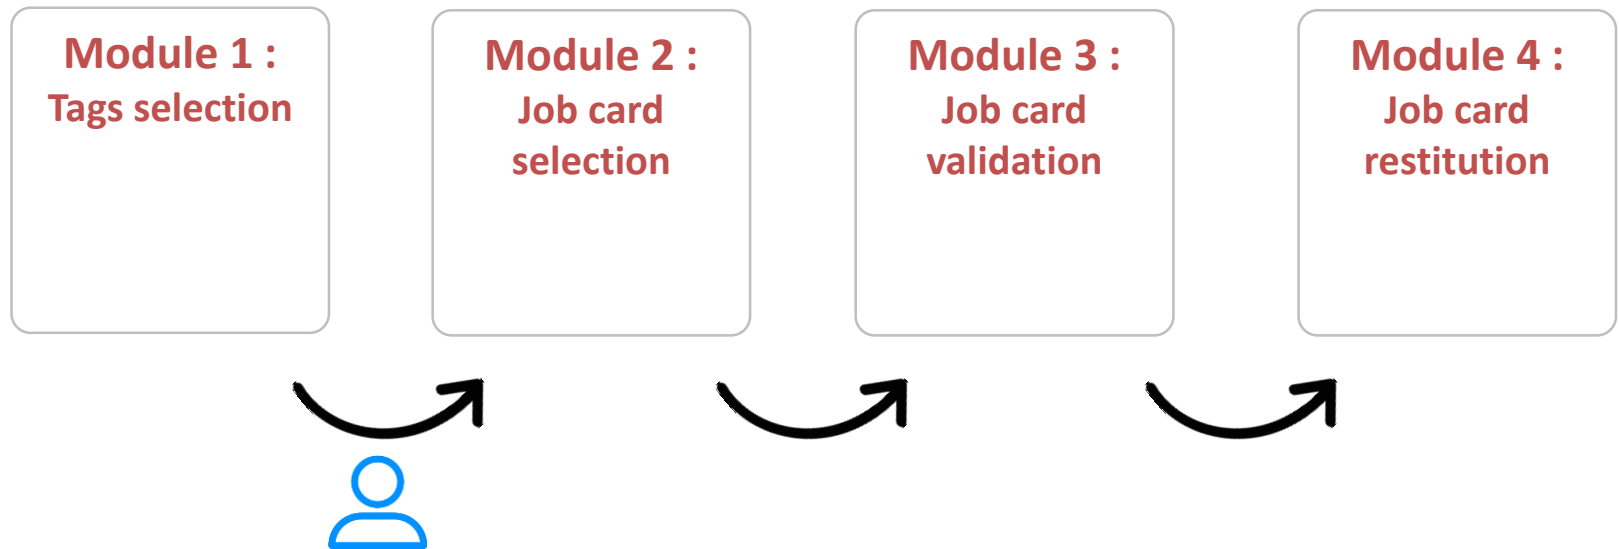 Module 1 :
Tags selection
Module 2 :
Job card
selection
Module 3 :
Job card
validation
Module 4 :
Job card
restitution